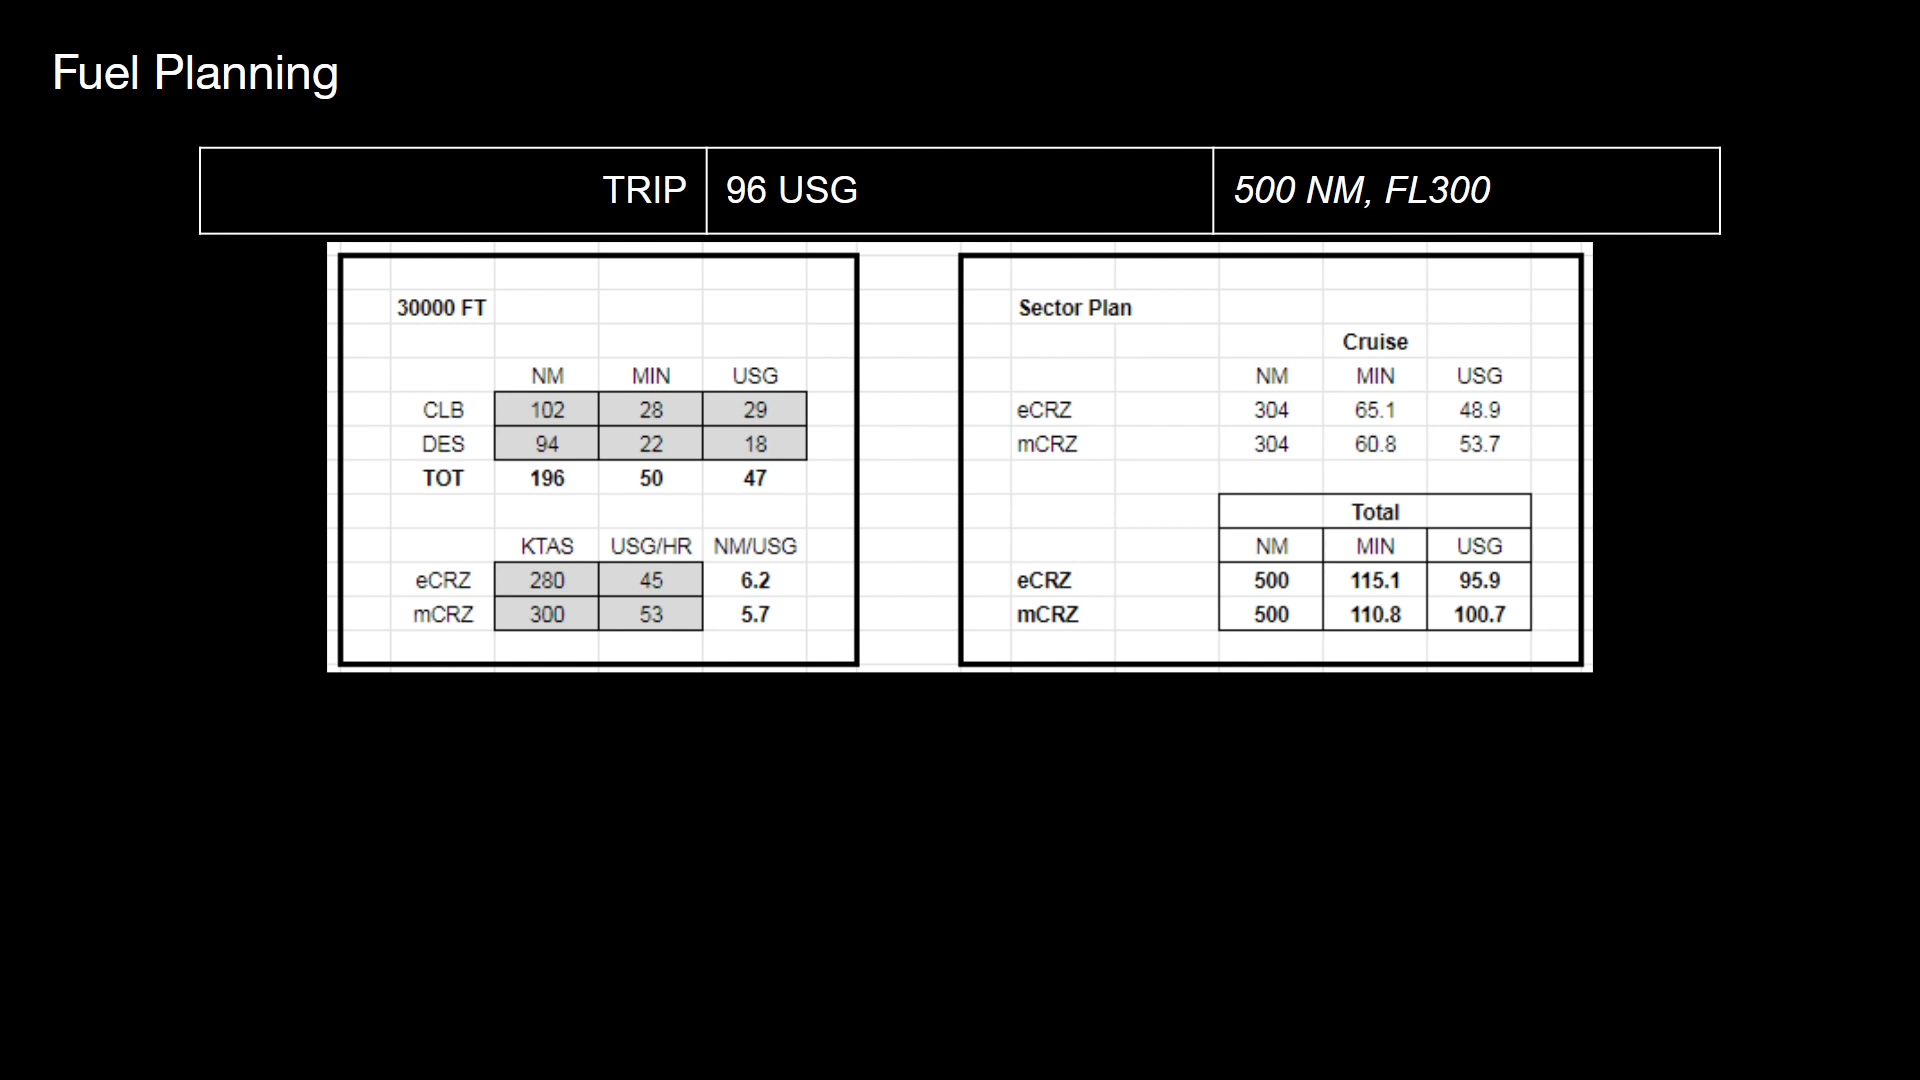 Fuel Planning
TRIP 96 USG 500 NM, FL300
30000 FT
NM MIN USG
CLB 102 28 29
DES 94 22 18
TOT 196 50 47
KTAS USG/HR NM/USG
eCRZ 280 45 6.2
mCRZ 300 53 5.7
Sector Plan
Cruise
NM MIN USG
eCRZ 304 65.1 48.9
mCRZ 304 60.8 53.7
Total
NM MIN USG
eCRZ 500 115.1 95.9
mCRZ 500 110.8 100.7